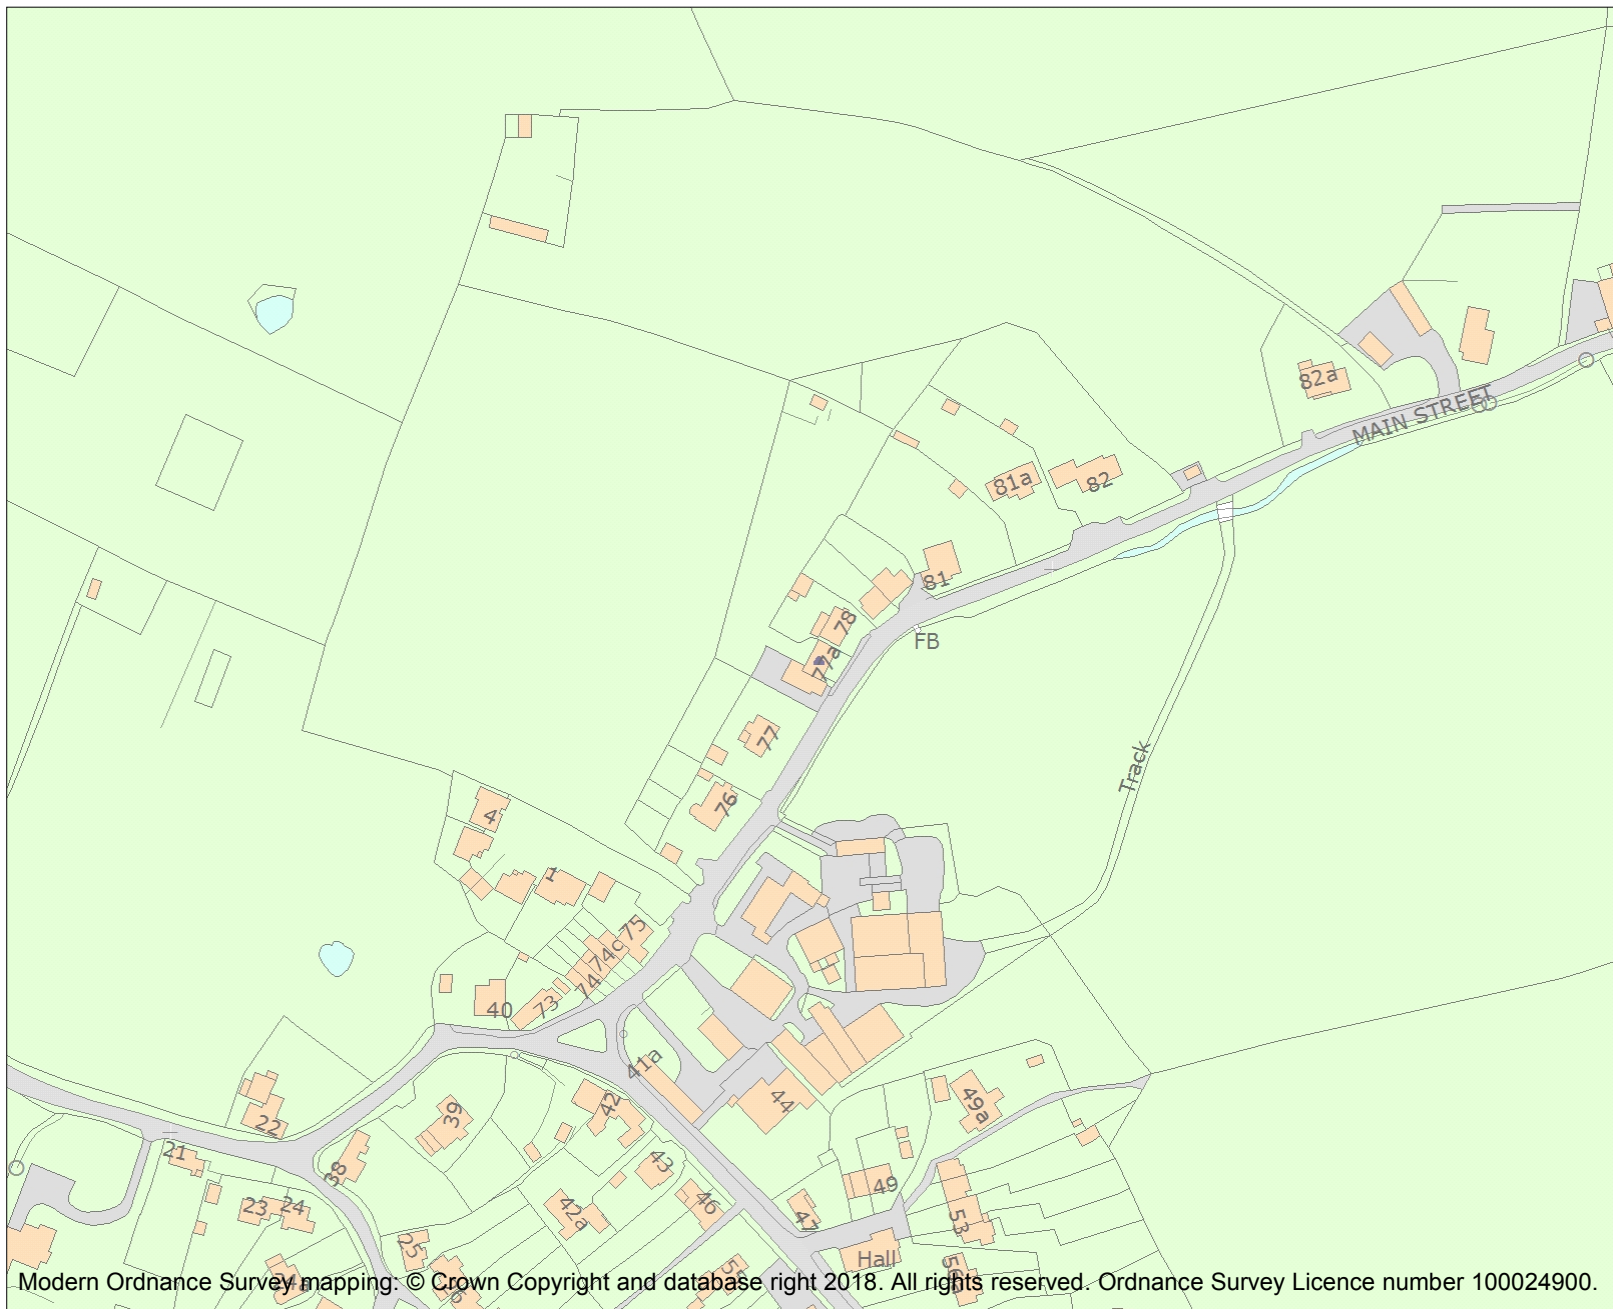 82a
MAIN STREET
81a
82
81
78
FB
77a
77
Track
76
4
1
75
74c
74
73
40
41a
44
42
39
49a
22
21
38
43
49
46
42a
23
24
47
53
25
Hall
Modern Ordnance Survey mapping: © Crown Copyright and database right 2018. All rights reserved. Ordnance Survey Licence number 100024900.